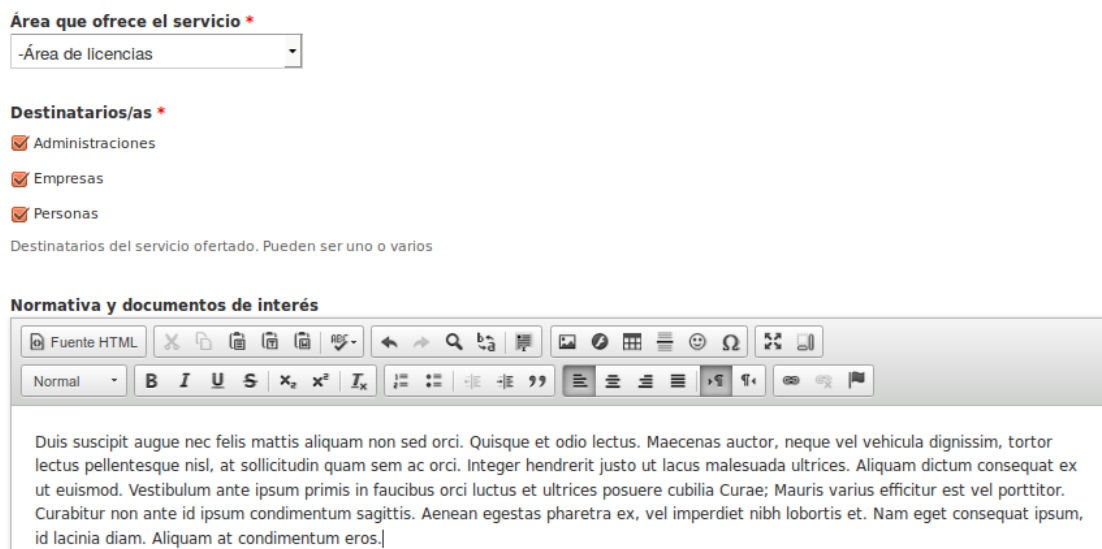 Área que ofrece el servicio *
-Área de licencias
Destinatarios/as *
Administraciones
Empresas
Personas
Destinatarios del servicio ofertado. Pueden ser uno o varios
Normativa y documentos de interés
Fuente HTML
Normal
Duis suscipit augue nec felis mattis aliquam non sed orci. Quisque et odio lectus. Maecenas auctor, neque vel vehicula dignissim, tortor
lectus pellentesque nisl, at sollicitudin quam sem ac orci. Integer hendrerit justo ut lacus malesuada ultrices. Aliquam dictum consequat ex
ut euismod. Vestibulum ante ipsum primis in faucibus orci luctus et ultrices posuere cubilia Curae; Mauris varius efficitur est vel porttitor.
Curabitur non ante id ipsum condimentum sagittis. Aenean egestas pharetra ex, vel imperdiet nibh lobortis et. Nam eget consequat ipsum,
id lacinia diam. Aliquam at condimentum eros.